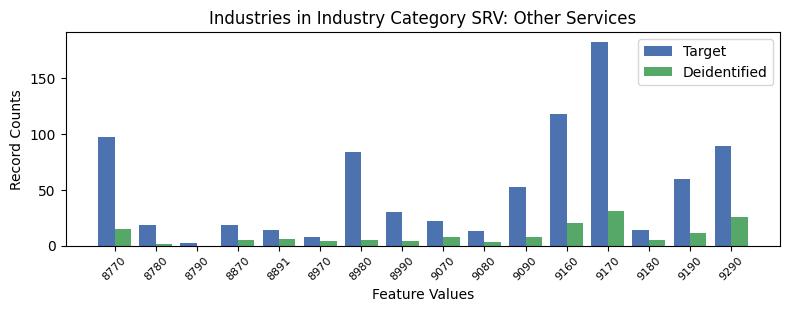 Industries in Industry Category SRV: Other Services
Target
Deidentified
Record Counts
150
100
50
0
8770 8780 8790 8870 8891 8970 8980 8990 9070 9080 9090 9160 9170 9180 9190 9290
Feature Values